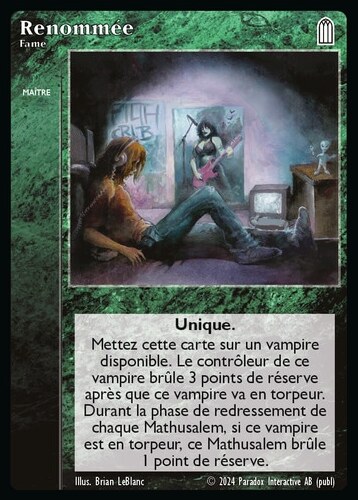 Renommée
Fame
MAÎTRE
FILTH
CRIB
Unique.
Mettez cette carte sur un vampire
disponible. Le contrôleur de ce
vampire brûle 3 points de réserve
après que ce vampire va en torpeur.
Durant la phase de redressement de
chaque Mathusalem, si ce vampire
est en torpeur, ce Mathusalem brûle
1 point de réserve.
Illus. Brian LeBlanc
© 2024 Paradox Interactive AB (publ)